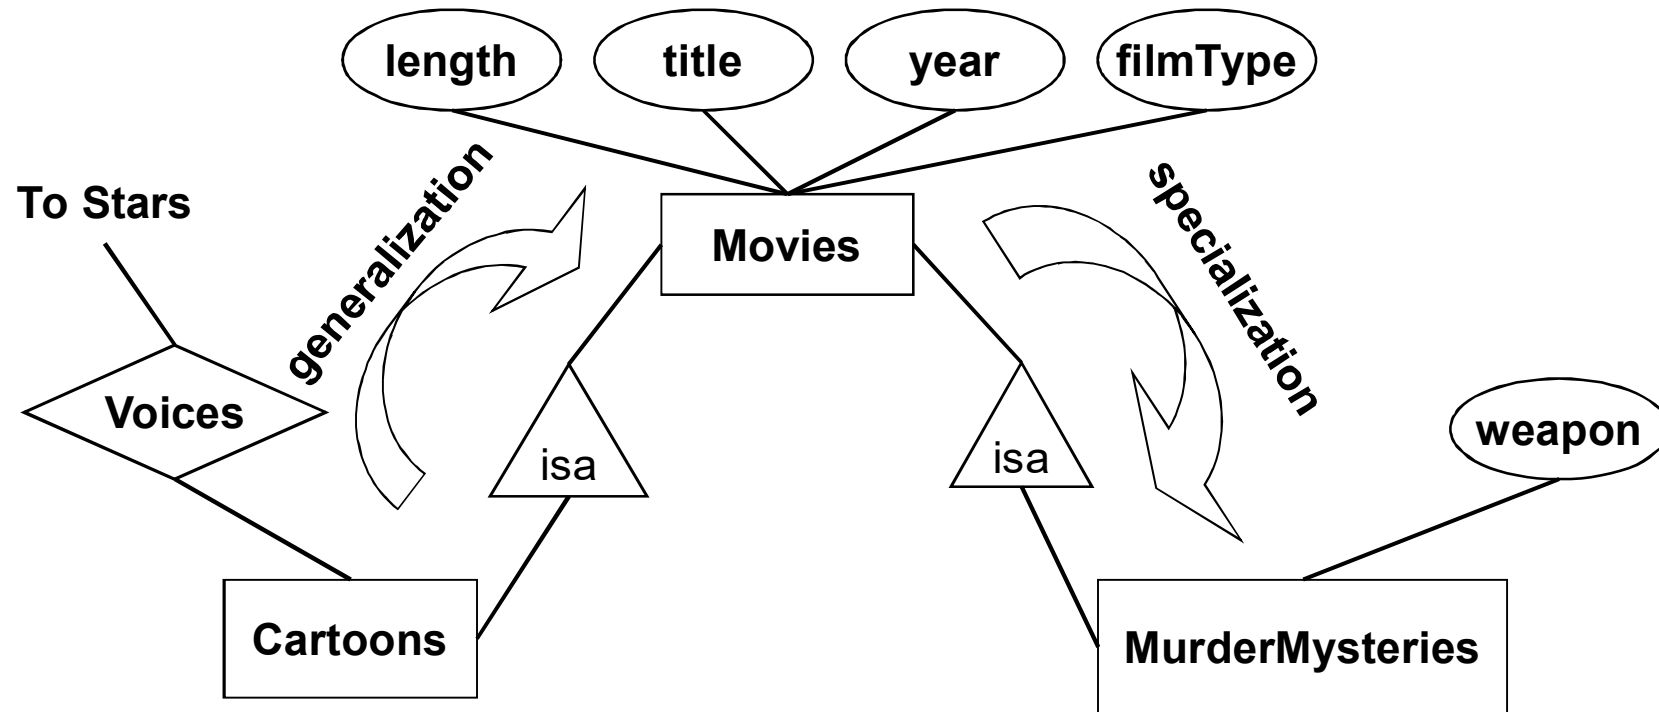 length
title
year
filmType
To Stars
generalization
Movies
specialization
Voices
isa
isa
weapon
Cartoons
MurderMysteries